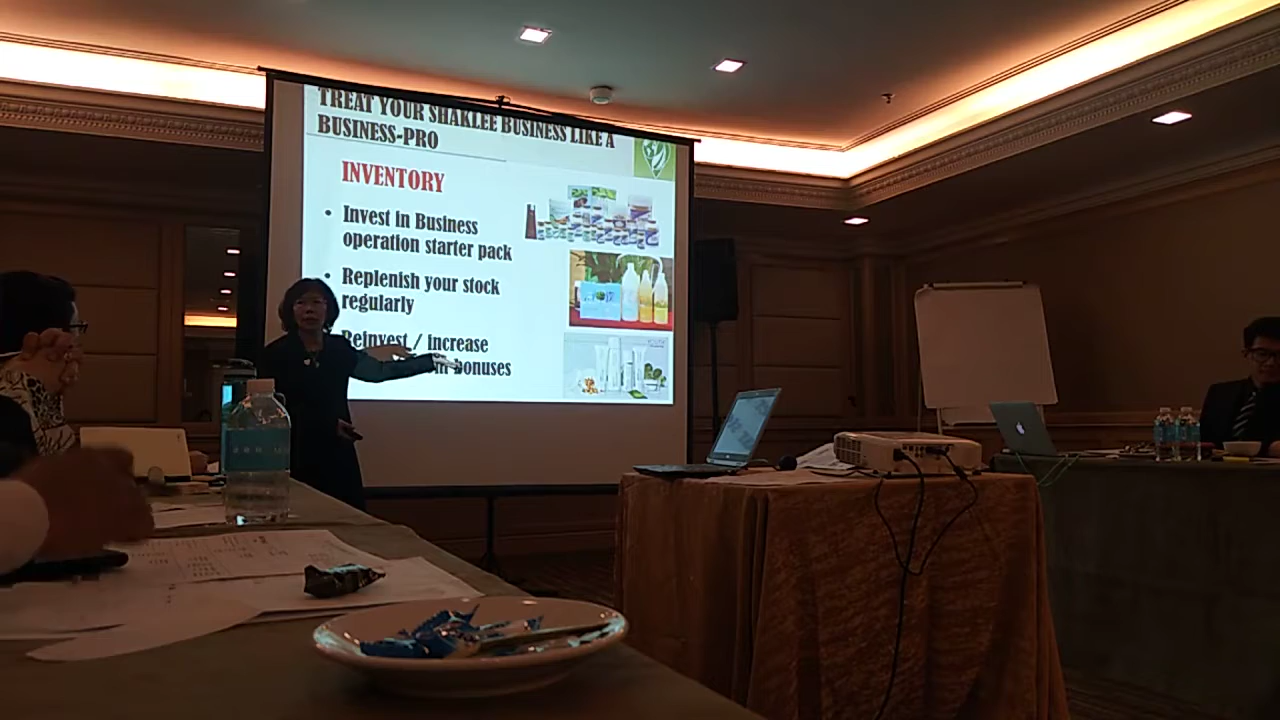 TREAT YOUR SHAKLEE BUSINESS LIKE A
BUSINESS-PRO
INVENTORY
• Invest in Business
operation starter pack
• Replenish your stock
regularly
Reinvest / increase
bonuses